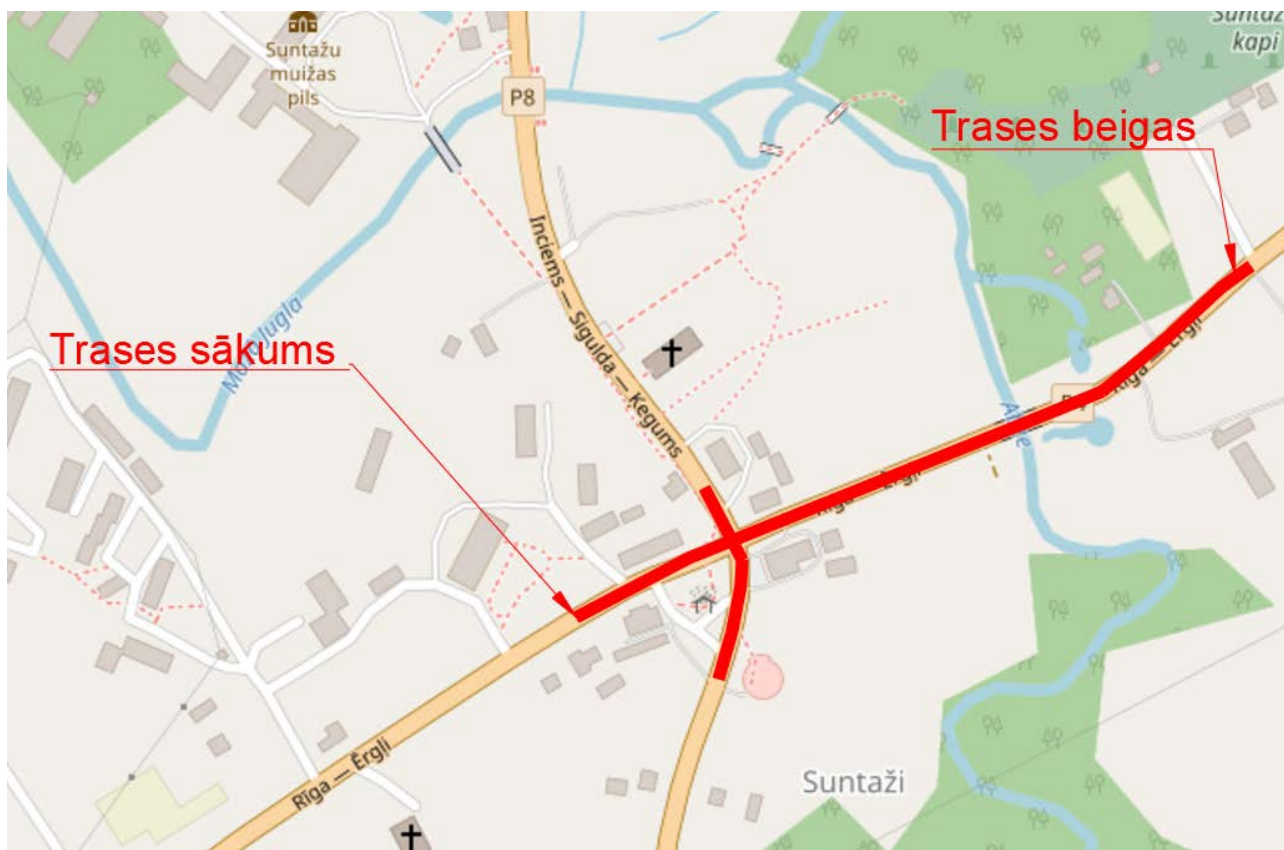 Suntažu
muižas
pils
P8
kapi
Trases beigas
Mazā Jugla
Inciems — Sigulda — Ķegums
Trases sākums
Rīga — Ērgļi
Rīga — Ērgļi
Rīga — Ērgļi
Suntaži